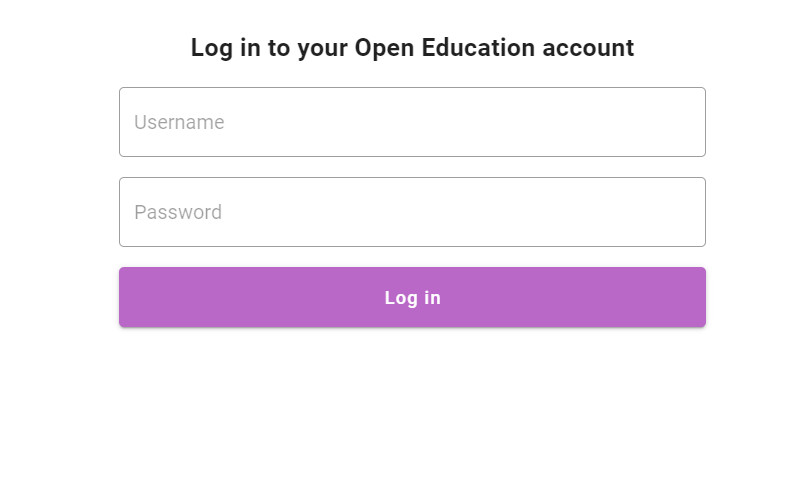 Log in to your Open Education account
Username
Password
Log in